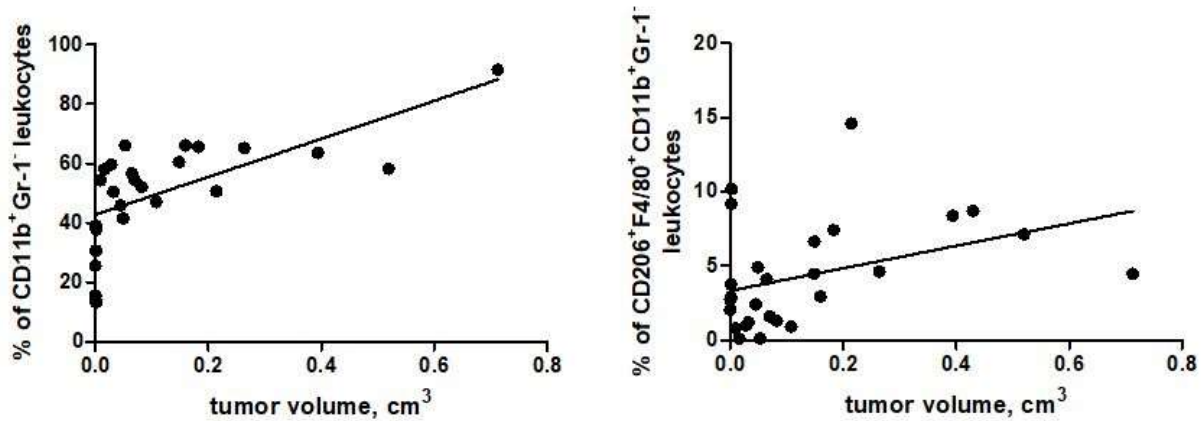 % of CD11b⁺Gr-1⁻ leukocytes
100
80
60
40
20
0
0.0 0.2 0.4 0.6 0.8
tumor volume, cm³
% of CD206⁺F4/80⁺CD11b⁺Gr-1⁻
leukocytes
20
15
10
5
0
0.0 0.2 0.4 0.6 0.8
tumor volume, cm³